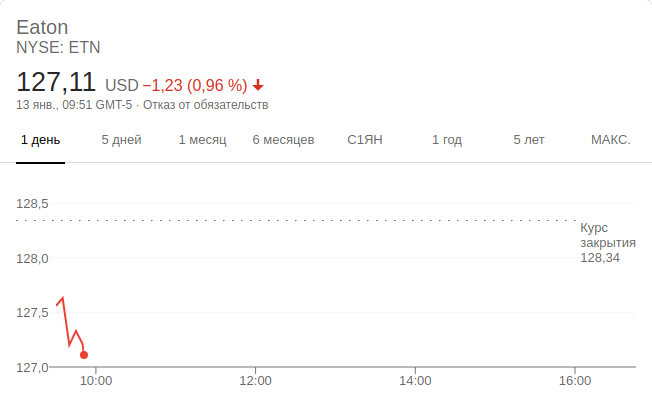 Eaton
NYSE: ETN
127,11 USD −1,23 (0,96 %)
13 янв., 09:51 GMT-5 · Отказ от обязательств
1 день 5 дней 1 месяц 6 месяцев С1ЯН 1 год 5 лет МАКС.
128,5
Курс
закрытия
128,0 128,34
127,5
127,0
10:00 12:00 14:00 16:00